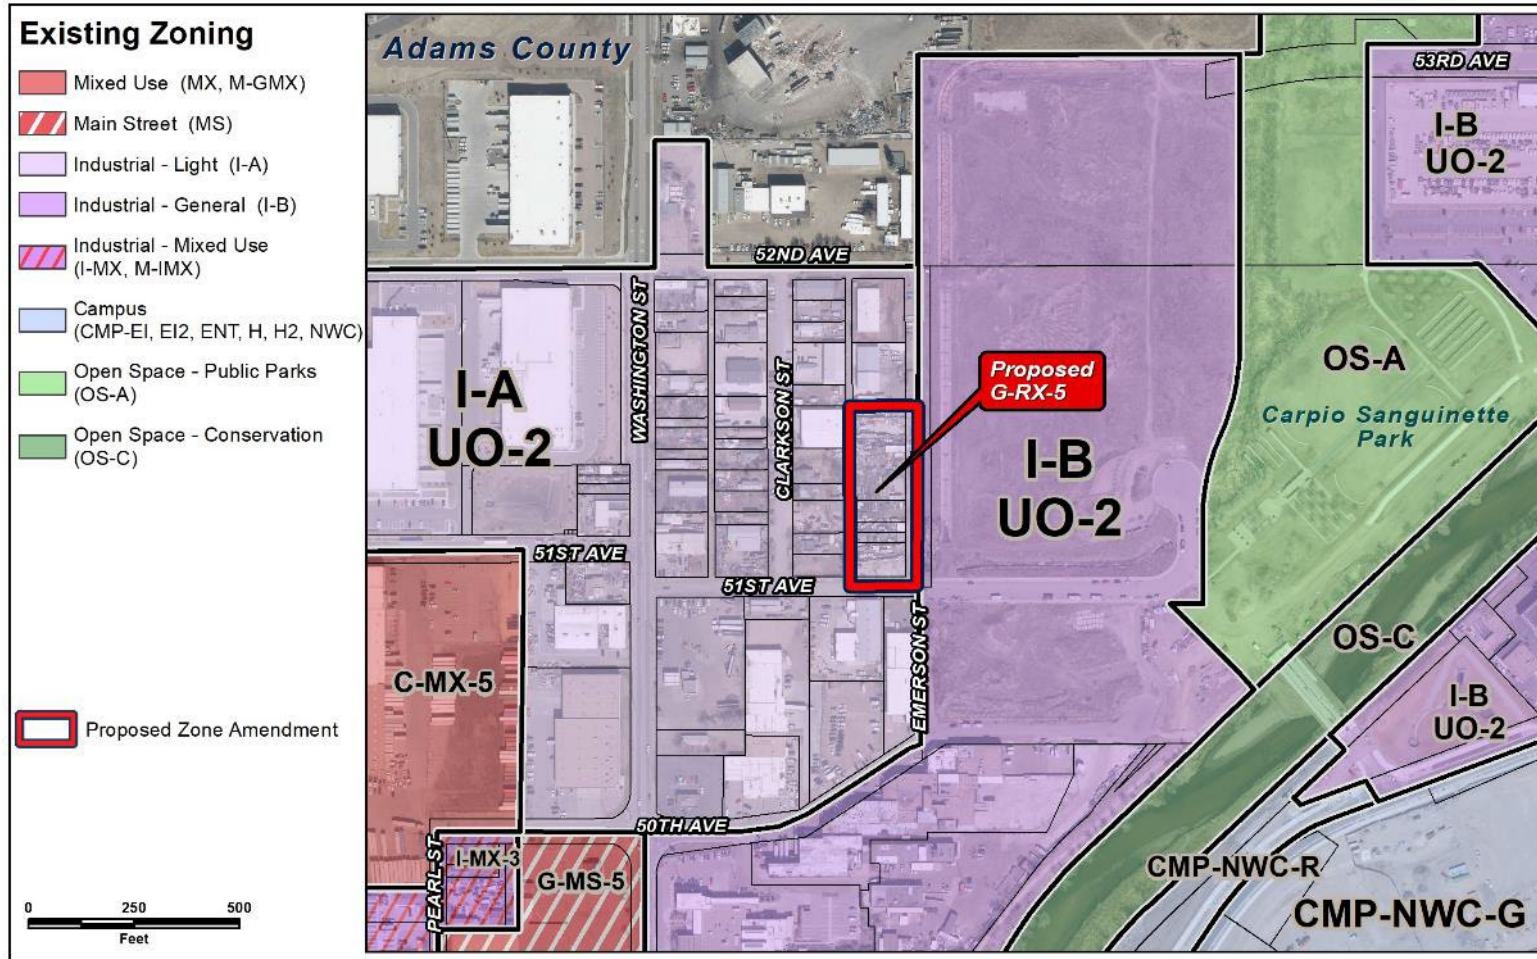 Existing Zoning
Mixed Use (MX, M-GMX)
Main Street (MS)
Industrial - Light (I-A)
Industrial - General (I-B)
Industrial - Mixed Use
(I-MX, M-IMX)
Campus
(CMP-EI, EI2, ENT, H, H2, NWC)
Open Space - Public Parks
(OS-A)
Open Space - Conservation
(OS-C)
Proposed Zone Amendment
0 250 500
Feet
Adams County
53RD AVE
I-B
UO-2
52ND AVE
WASHINGTON ST
CLARKSON ST
I-A
UO-2
Proposed
G-RX-5
I-B
UO-2
OS-A
Carpio Sanguinette
Park
51ST AVE
51ST AVE
EMERSON ST
OS-C
C-MX-5
I-B
UO-2
50TH AVE
PEARL ST
I-MX-3
G-MS-5
CMP-NWC-R
CMP-NWC-G